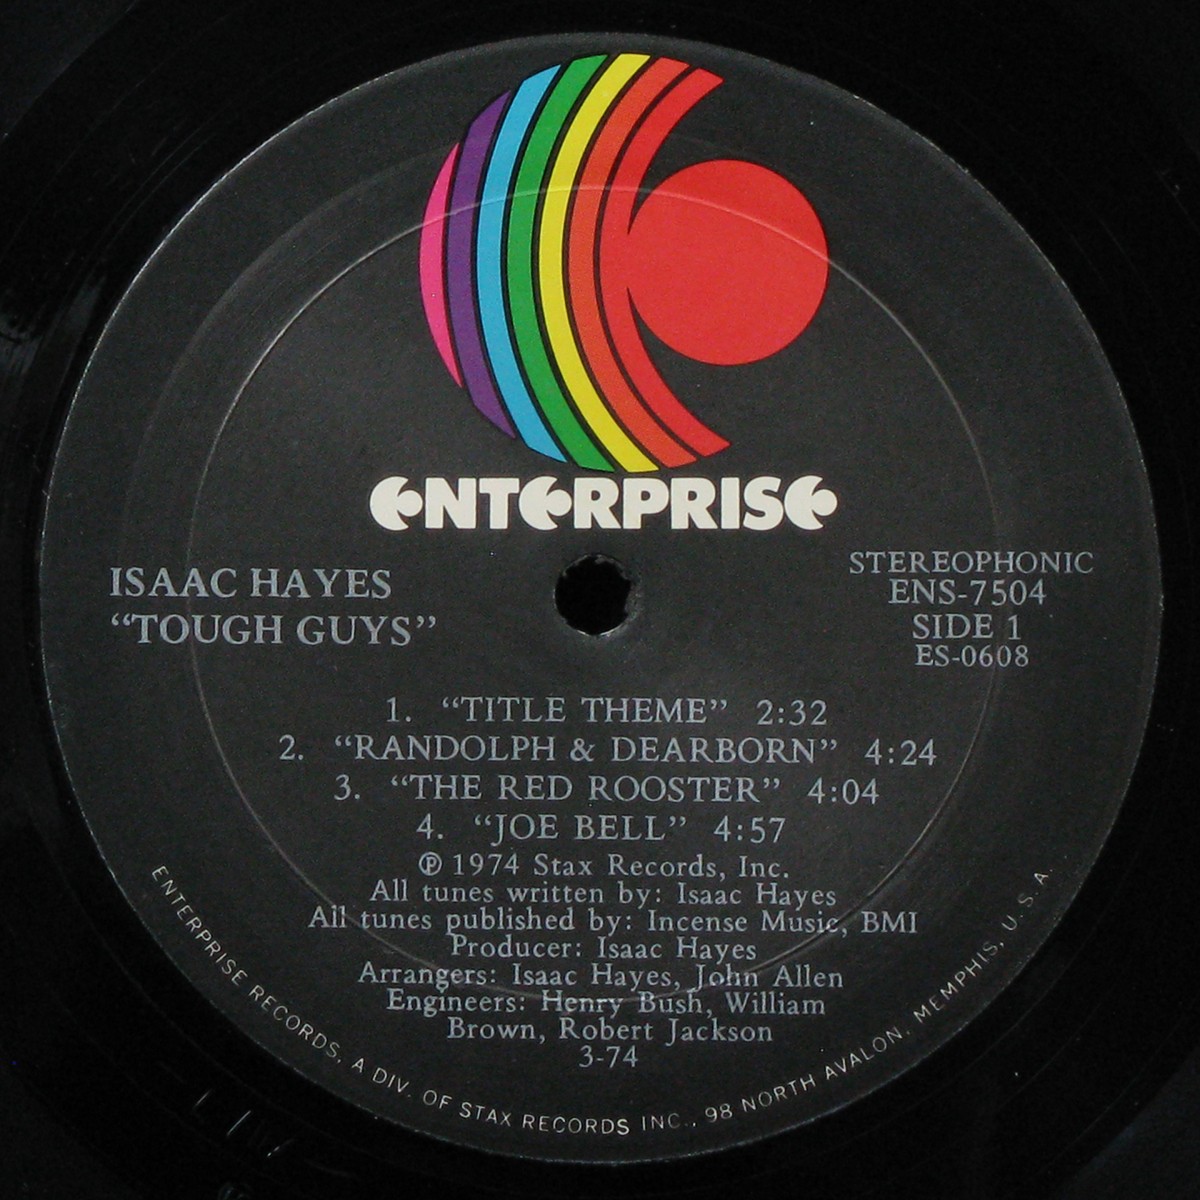 ENTERPRISE
ISAAC HAYES
“TOUGH GUYS”
STEREOPHONIC
ENS-7504
SIDE 1
ES-0608
1. “TITLE THEME” 2:32
2. “RANDOLPH & DEARBORN” 4:24
3. “THE RED ROOSTER” 4:04
4. “JOE BELL” 4:57
℗ 1974 Stax Records, Inc.
All tunes written by: Isaac Hayes
All tunes published by: Incense Music, BMI
Producer: Isaac Hayes
Arrangers: Isaac Hayes, John Allen
Engineers: Henry Bush, William
Brown, Robert Jackson
3-74
ENTERPRISE RECORDS, A DIV. OF STAX RECORDS INC., 98 NORTH AVALON, MEMPHIS, U.S.A.